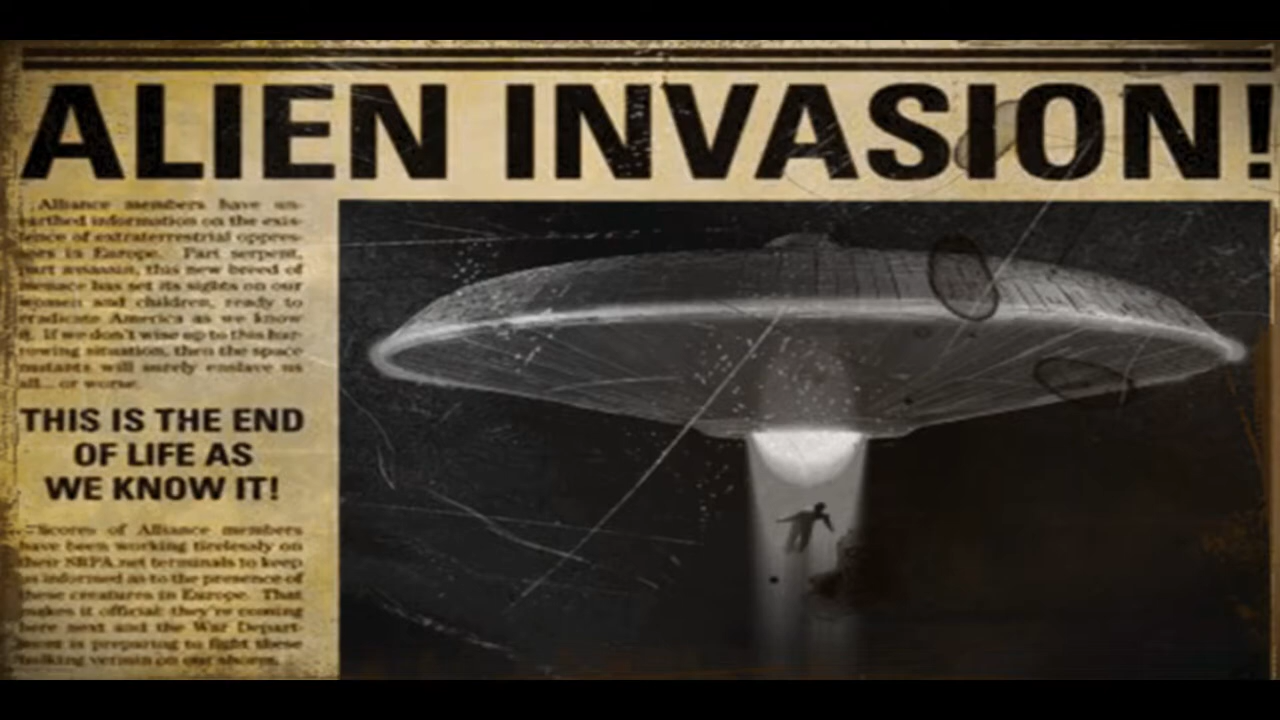 ALIEN INVASION!
Alliance members have un-
earthed information on the exis-
tence of extraterrestrial oppres-
sors in Europe. Part serpent,
part assassin, this new breed of
menace has set its sights on our
women and children, ready to
eradicate America as we know
it. If we don't wise up to this har-
rowing situation, then the space
mutants will surely enslave us
all... or worse.
THIS IS THE END
OF LIFE AS
WE KNOW IT!
Scores of Alliance members
have been working tirelessly on
their SRPA.net terminals to keep
us informed as to the presence of
these creatures in Europe. That
makes it official: they're coming
here next and the War Depart-
ment is preparing to fight these
hulking vermin on our shores.